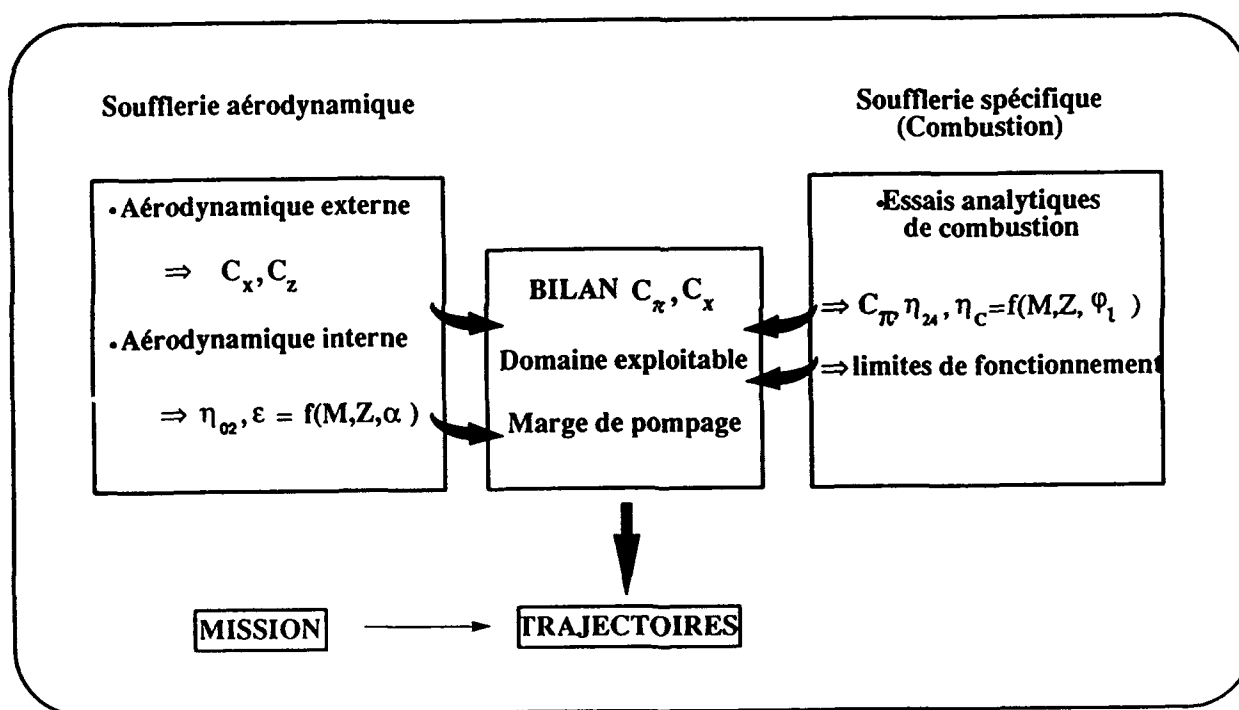 Soufflerie aérodynamique
Soufflerie spécifique
(Combustion)
•Aérodynamique externe
⇒ Cx, Cz
•Aérodynamique interne
⇒ η02, ε = f(M,Z,α)
BILAN Cπ, Cx
Domaine exploitable
Marge de pompage
•Essais analytiques
de combustion
⇒ Cπ, η24, ηC=f(M,Z, φl )
⇒ limites de fonctionnement
MISSION
TRAJECTOIRES